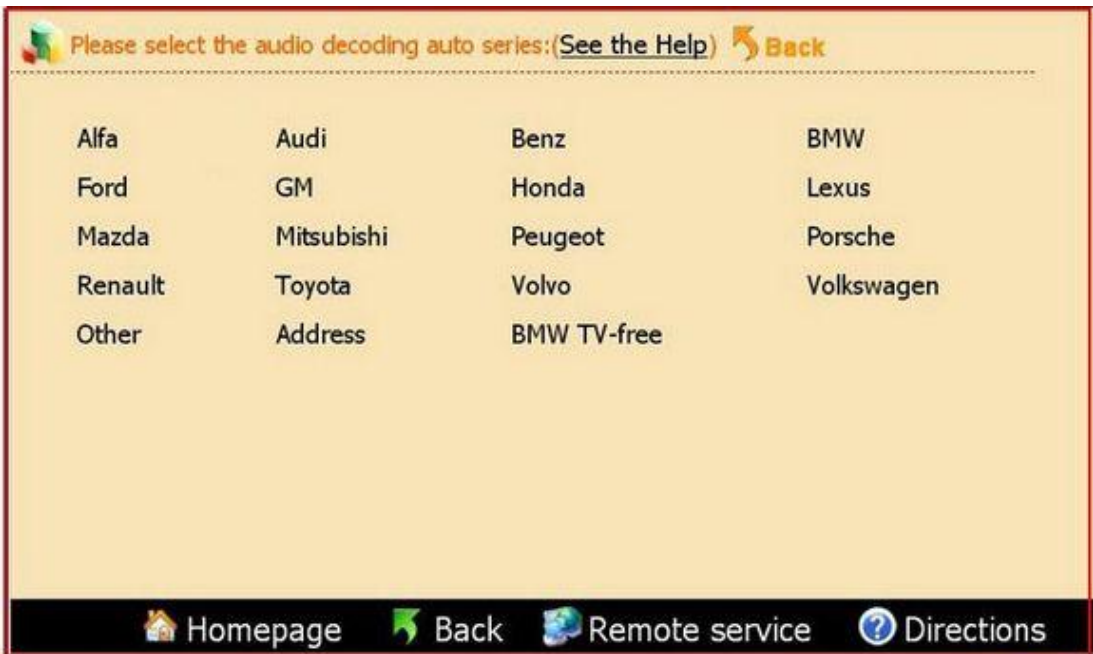 Please select the audio decoding auto series:(See the Help) Back
Alfa Audi Benz BMW
Ford GM Honda Lexus
Mazda Mitsubishi Peugeot Porsche
Renault Toyota Volvo Volkswagen
Other Address BMW TV-free
Homepage Back Remote service Directions